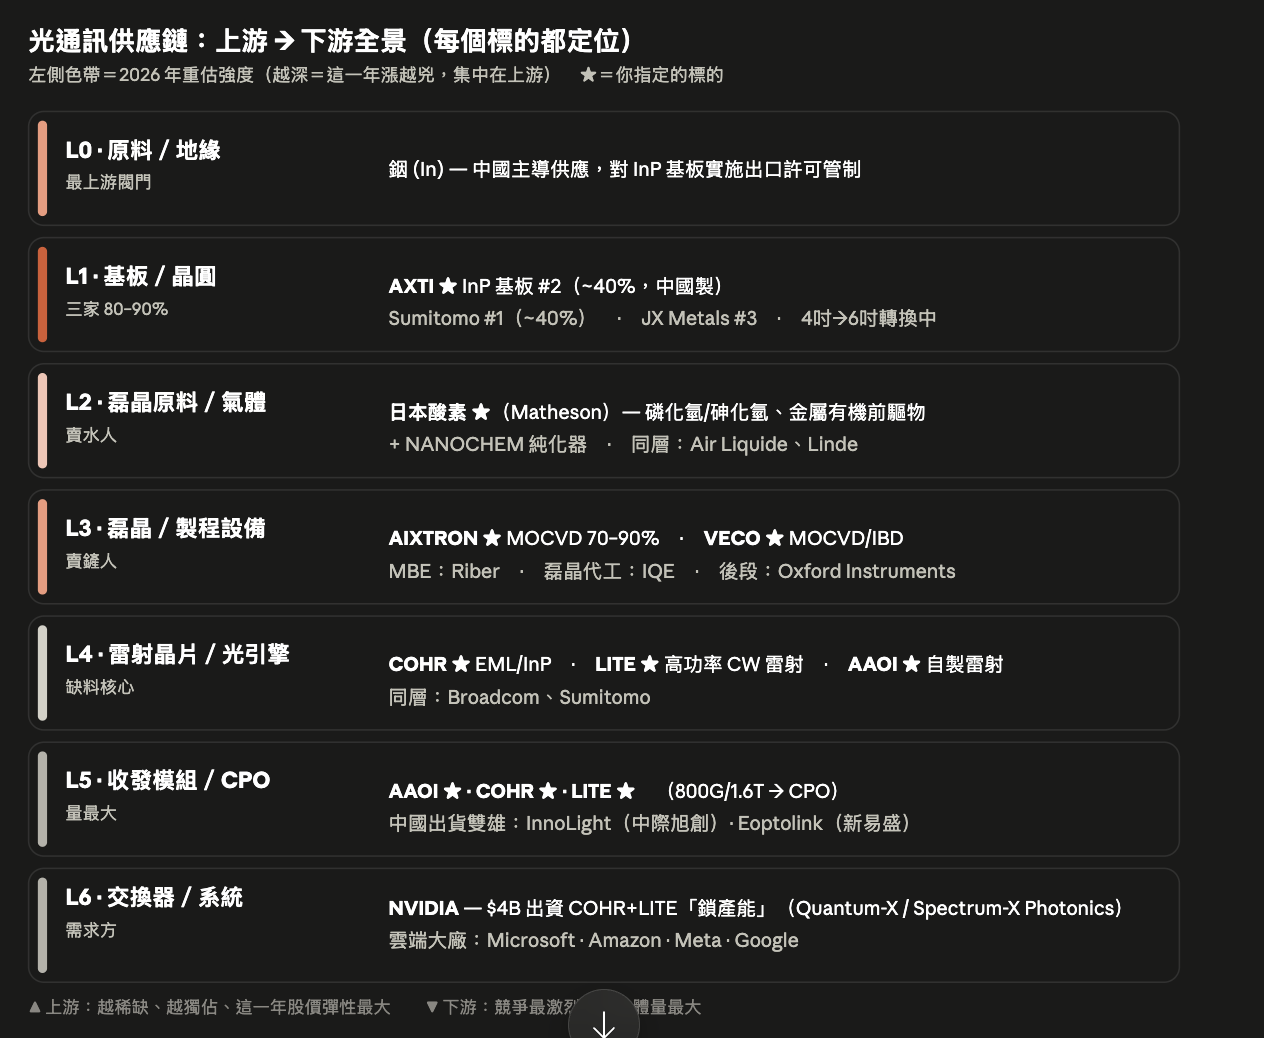 光通訊供應鏈：上游 → 下游全景（每個標的都定位）
左側色帶＝2026 年重估強度（越深＝這一年漲越兇，集中在上游） ★＝你指定的標的
L0 · 原料 / 地緣
最上游閥門
銦 (In) — 中國主導供應，對 InP 基板實施出口許可管制
L1 · 基板 / 晶圓
三家 80–90%
AXTI ★ InP 基板 #2（~40%，中國製）
Sumitomo #1（~40%） · JX Metals #3 · 4吋→6吋轉換中
L2 · 磊晶原料 / 氣體
賣水人
日本酸素 ★（Matheson）— 磷化氫/砷化氫、金屬有機前驅物
+ NANOCHEM 純化器 · 同層：Air Liquide、Linde
L3 · 磊晶 / 製程設備
賣鏟人
AIXTRON ★ MOCVD 70–90% · VECO ★ MOCVD/IBD
MBE：Riber · 磊晶代工：IQE · 後段：Oxford Instruments
L4 · 雷射晶片 / 光引擎
缺料核心
COHR ★ EML/InP · LITE ★ 高功率 CW 雷射 · AAOI ★ 自製雷射
同層：Broadcom、Sumitomo
L5 · 收發模組 / CPO
量最大
AAOI ★ · COHR ★ · LITE ★ （800G/1.6T → CPO）
中國出貨雙雄：InnoLight（中際旭創）· Eoptolink（新易盛）
L6 · 交換器 / 系統
需求方
NVIDIA — $4B 出資 COHR+LITE「鎖產能」（Quantum-X / Spectrum-X Photonics）
雲端大廠：Microsoft · Amazon · Meta · Google
▲ 上游：越稀缺、越獨佔、這一年股價彈性最大 ▼ 下游：競爭最激 體量最大